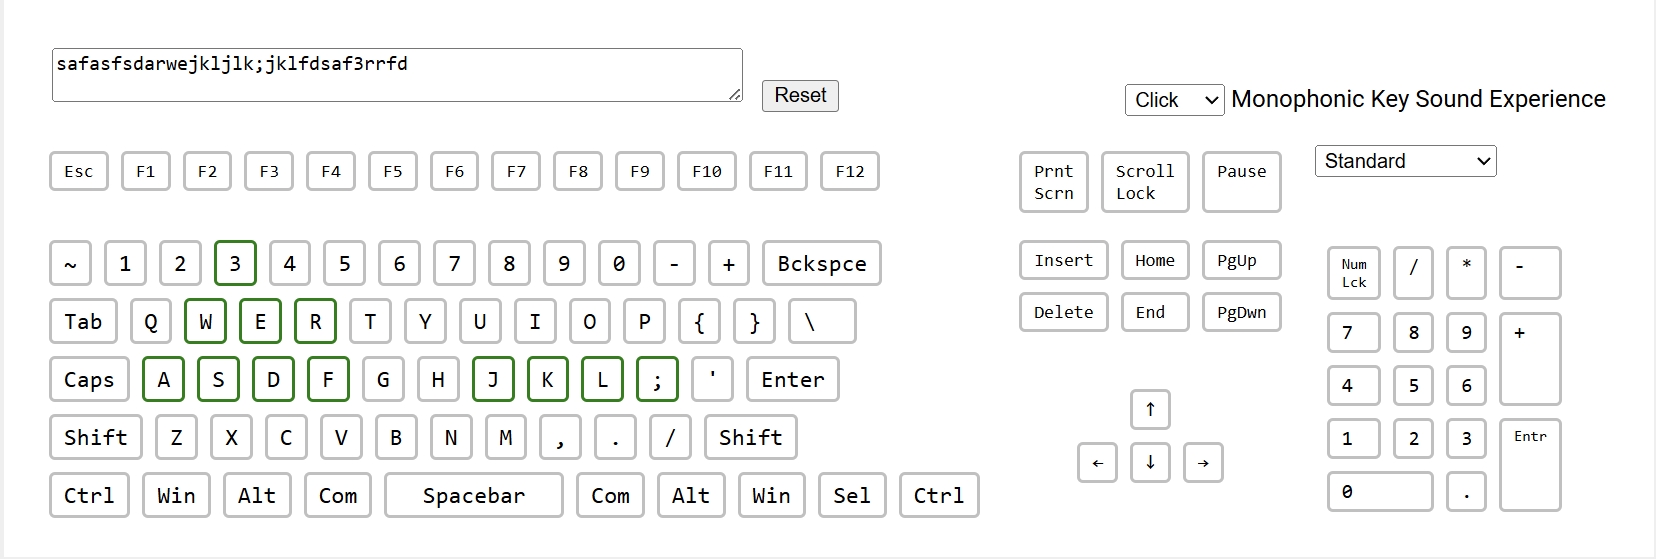 safasfsdarwejkljlk;jklfdsaf3rrfd
Reset
Click Monophonic Key Sound Experience
Standard
Esc F1 F2 F3 F4 F5 F6 F7 F8 F9 F10 F11 F12
~ 1 2 3 4 5 6 7 8 9 0 - + Bckspce
Tab Q W E R T Y U I O P { } \
Caps A S D F G H J K L ; ' Enter
Shift Z X C V B N M , . / Shift
Ctrl Win Alt Com Spacebar Com Alt Win Sel Ctrl
Prnt Scrn Scroll Lock Pause
Insert Home PgUp
Delete End PgDwn
↑
← ↓ →
Num Lck / * -
7 8 9 +
4 5 6
1 2 3 Entr
0 .